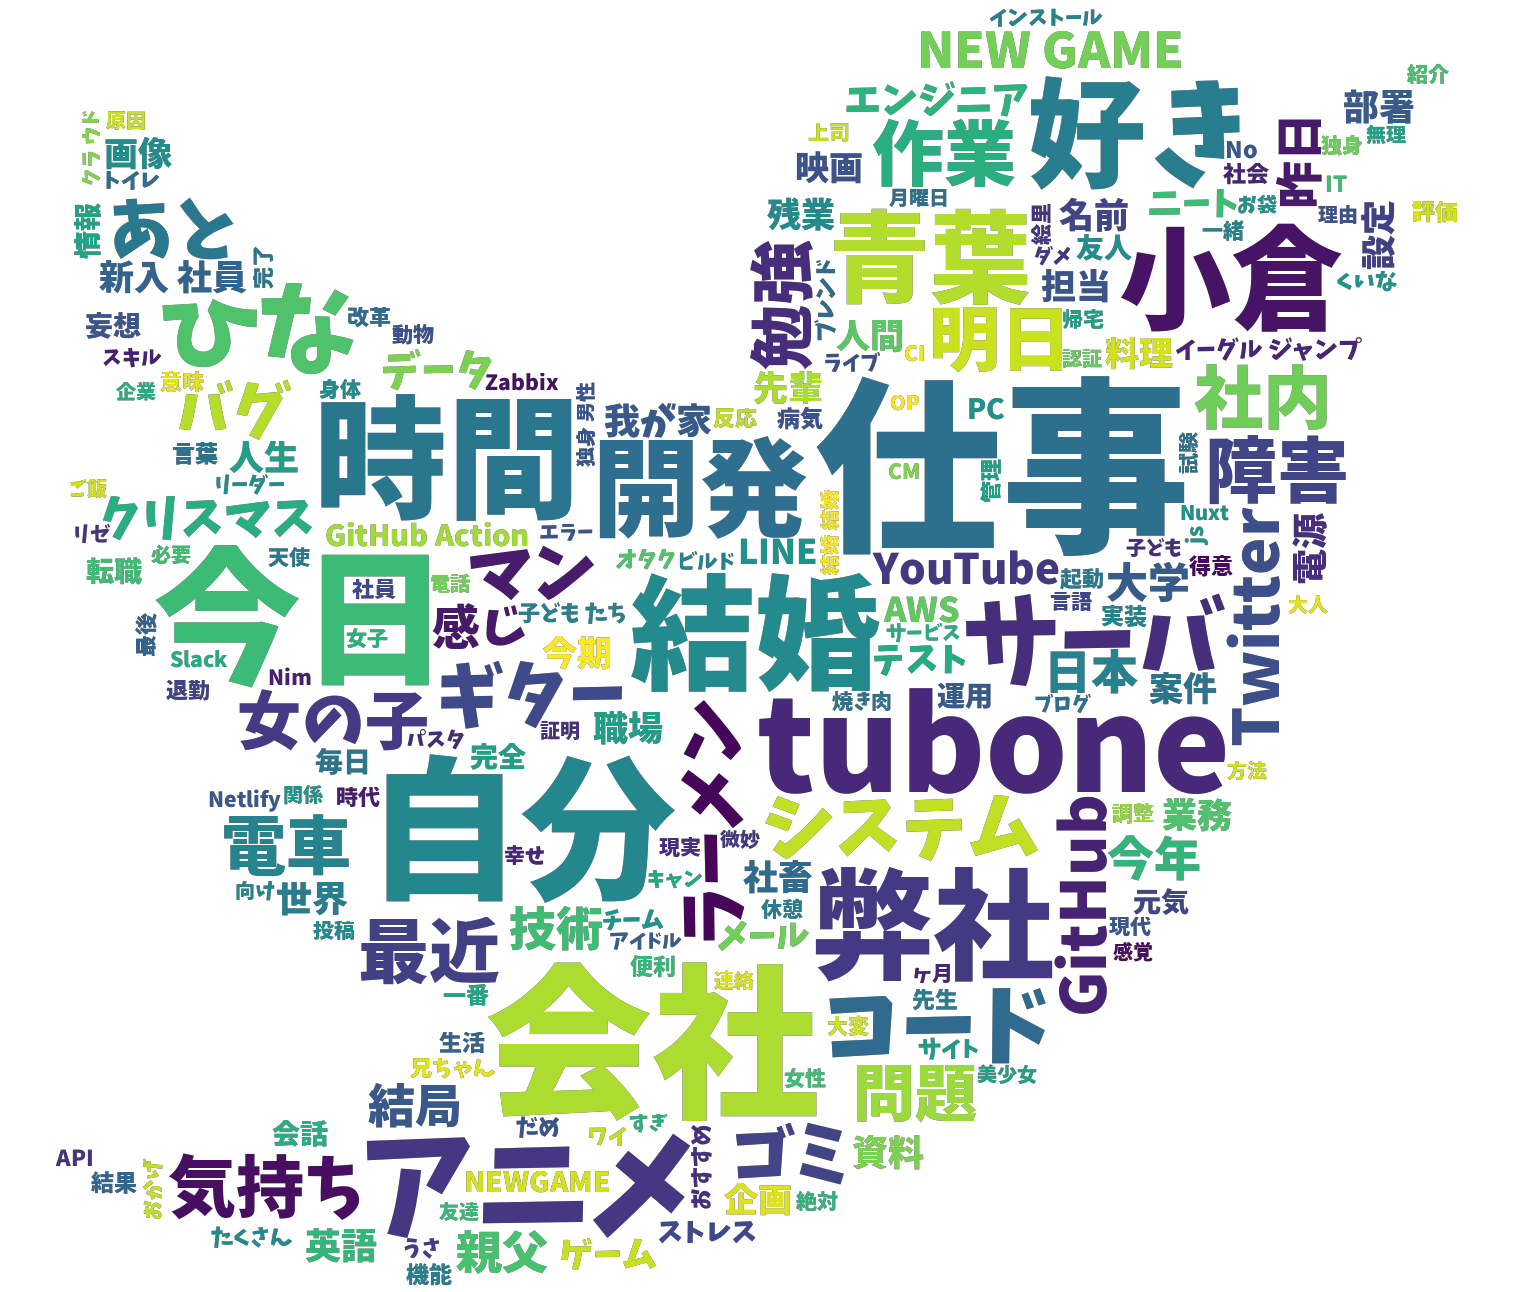 インストール
NEW GAME
紹介
エンジニア
好き
部署
クラウド
原因
上司
作業
昨日
無理
独身
画像
映画
No
社会
トイレ
IT
月曜日
ニート
お袋
情報
あと
残業
青葉
絵里
名前
理由
設定
評価
一緒
小倉
友人
勉強
ダメ
新入 社員
完了
ブレンド
担当
くいな
ひな
改革
妄想
動物
人間
明日
帰宅
スキル
データ
ライブ
CI
認証
料理
イーグル ジャンプ
企業
意味
身体
Zabbix
先輩
社内
バグ
時間
独身 男性
我が家
反応
病気
仕事
OP
PC
言葉
人生
開発
CM
管理
試験
障害
リーダー
ご飯
クリスマス
結婚 結婚
Nuxt
js
リゼ
GitHub Action
エラー
電源
転職
必要
天使
今日
マン
オタク
ビルド
LINE
YouTube
子ども
得意
社員
電話
起動
大学
Twitter
大人
言語
最後
女子
感じ
子ども たち
結婚
AWS
サービス
サーバ
実装
Slack
今期
テスト
日本
退勤
Nim
ギター
焼き肉
運用
ブログ
案件
女の子
パスタ
証明
職場
ラーメン
tubone
毎日
完全
方法
Netlify
関係
時代
自分
システム
GitHub
調整
業務
電車
幸せ
現実
微妙
今年
向け
世界
キャン
社畜
弊社
元気
投稿
最近
技術
チーム
アイドル
休憩
メール
現代
感覚
便利
一番
会社
連絡
ヶ月
先生
コード
大変
生活
サイト
兄ちゃん
女性
問題
美少女
結局
だめ
ワイ
すぎ
会話
アニメ
おすすめ
ゴミ
資料
API
結果
おかげ
気持ち
NEWGAME
企画
絶対
友達
たくさん
英語
うさ
親父
ゲーム
ストレス
機能